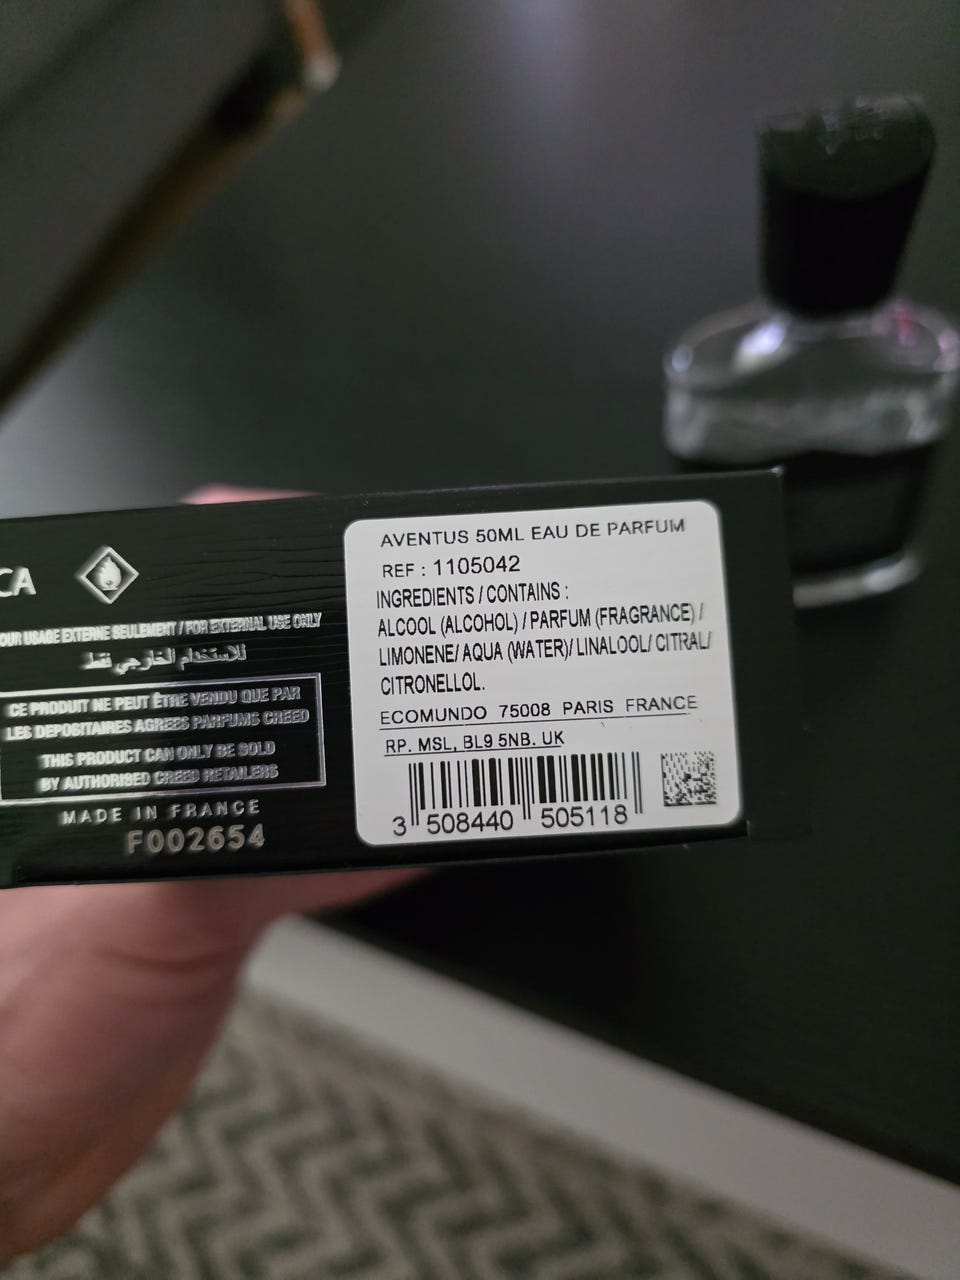 CA
OUR USAGE EXTERNE SEULEMENT / FOR EXTERNAL USE ONLY
للاستخدام الخارجي فقط
CE PRODUIT NE PEUT ÊTRE VENDU QUE PAR
LES DEPOSITAIRES AGREES PARFUMS CREED
THIS PRODUCT CAN ONLY BE SOLD
BY AUTHORISED CREED RETAILERS
MADE IN FRANCE
F002654
AVENTUS 50ML EAU DE PARFUM
REF : 1105042
INGREDIENTS / CONTAINS :
ALCOOL (ALCOHOL) / PARFUM (FRAGRANCE) /
LIMONENE/ AQUA (WATER)/ LINALOOL/ CITRAL/
CITRONELLOL.
ECOMUNDO 75008 PARIS FRANCE
RP. MSL, BL9 5NB. UK
3 508440 505118